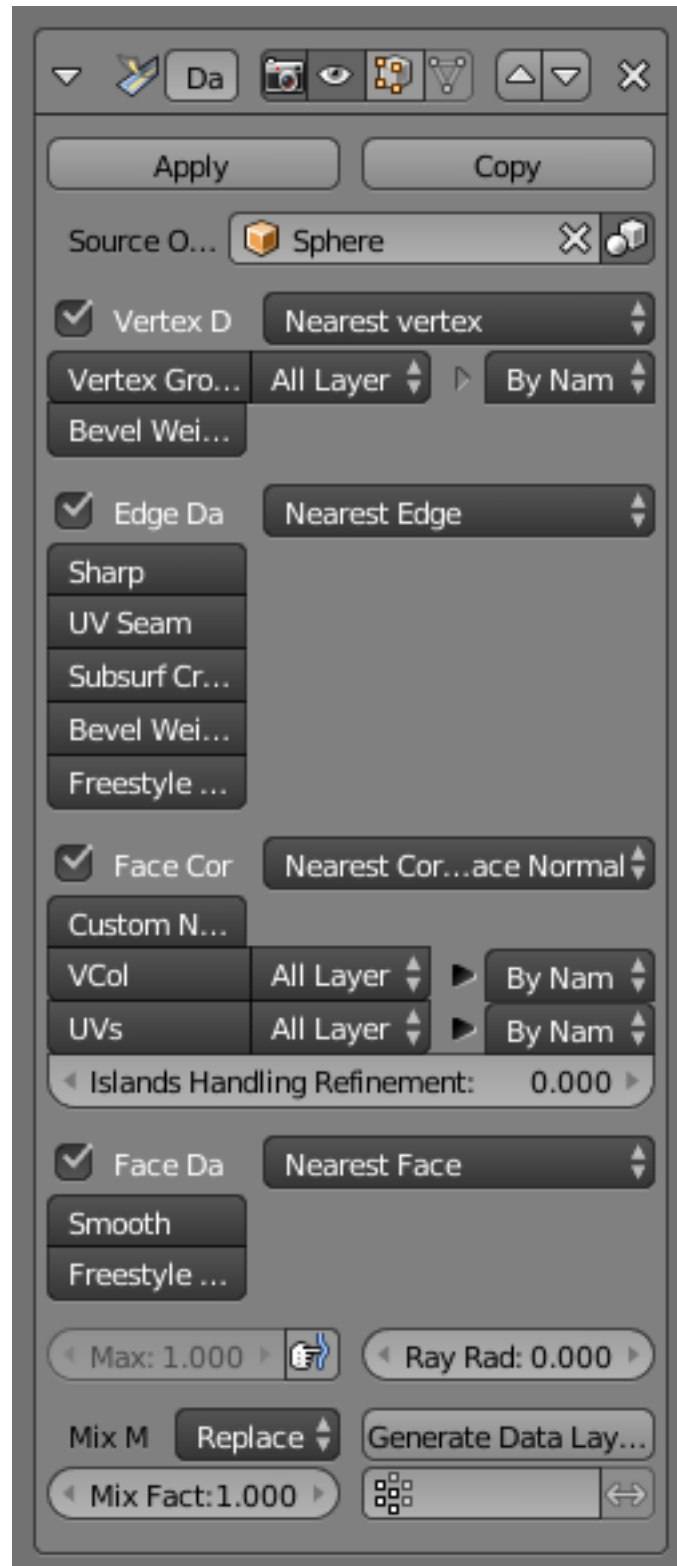 Da
Apply Copy
Source O... Sphere
Vertex D Nearest vertex
Vertex Gro... All Layer By Nam
Bevel Wei...
Edge Da Nearest Edge
Sharp
UV Seam
Subsurf Cr...
Bevel Wei...
Freestyle ...
Face Cor Nearest Cor...ace Normal
Custom N...
VCol All Layer By Nam
UVs All Layer By Nam
Islands Handling Refinement: 0.000
Face Da Nearest Face
Smooth
Freestyle ...
Max: 1.000 Ray Rad: 0.000
Mix M Replace Generate Data Lay...
Mix Fact:1.000